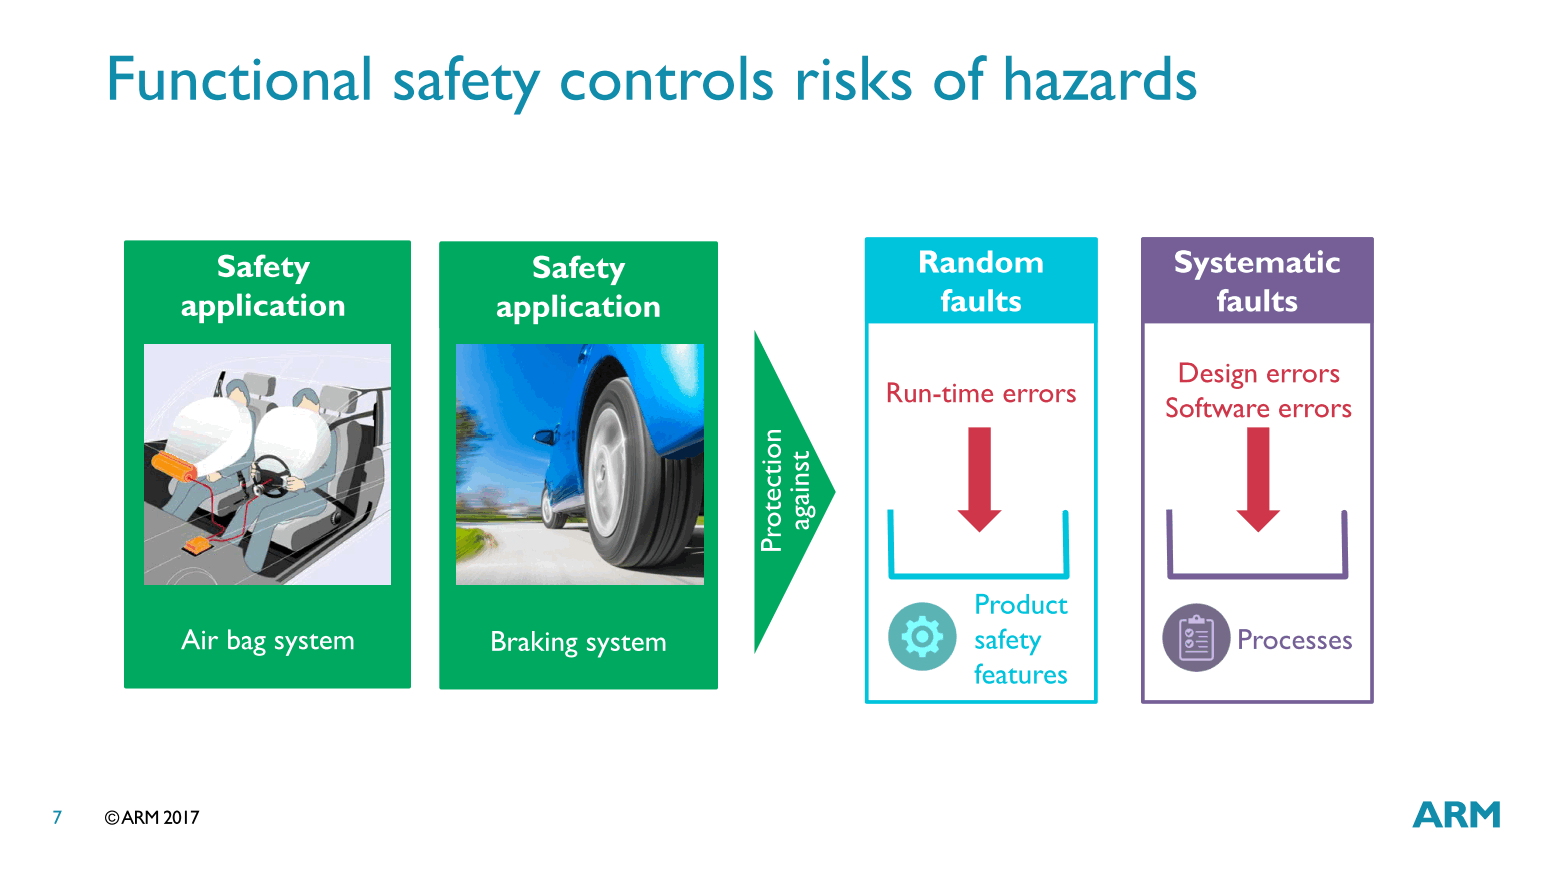 Functional safety controls risks of hazards
Safety
application
Air bag system
Safety
application
Braking system
Protection
against
Random
faults
Run-time errors
Product
safety
features
Systematic
faults
Design errors
Software errors
Processes
7
© ARM 2017
ARM